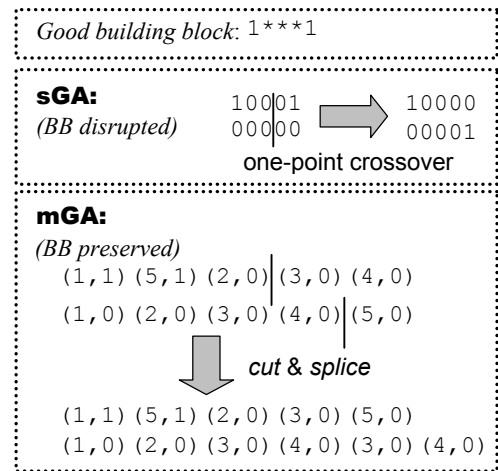 Good building block: 1***1
sGA:
(BB disrupted)
10001 10000
00000 00001
one-point crossover
mGA:
(BB preserved)
(1,1)(5,1)(2,0)(3,0)(4,0)
(1,0)(2,0)(3,0)(4,0)(5,0)
cut & splice
(1,1)(5,1)(2,0)(3,0)(5,0)
(1,0)(2,0)(3,0)(4,0)(3,0)(4,0)